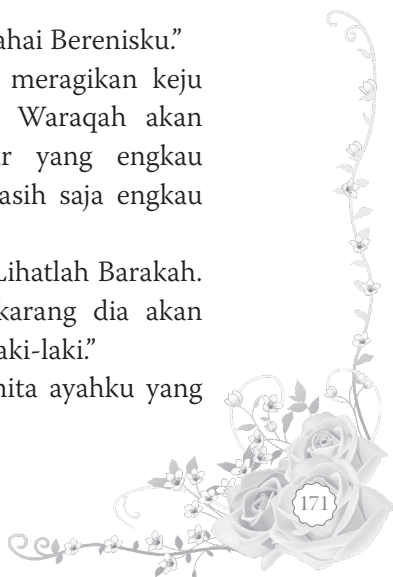 ahai Berenisku.”
meragikan keju
Waraqah akan
yang engkau
asih saja engkau
Lihatlah Barakah.
karang dia akan
aki-laki.”
nita ayahku yang
171